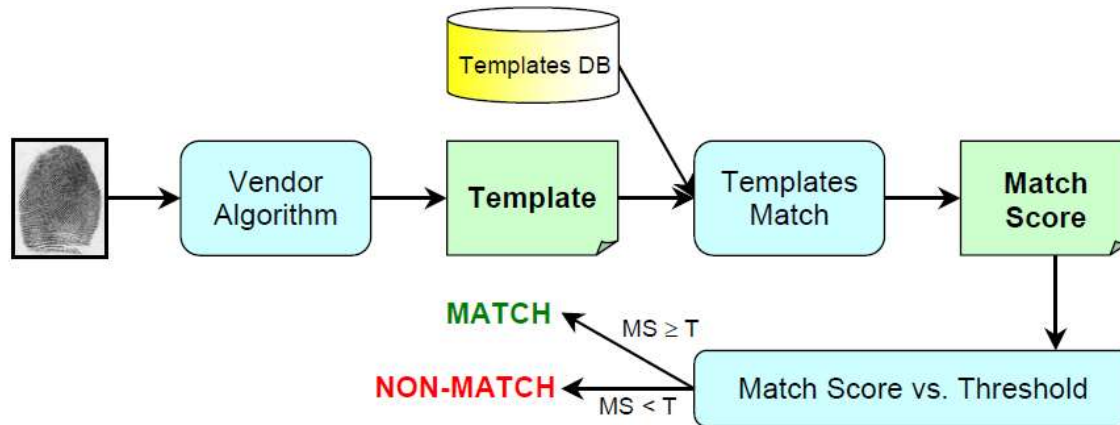 Templates DB
Vendor
Algorithm
Template
Templates
Match
Match
Score
MATCH
MS ≥ T
NON-MATCH
MS < T
Match Score vs. Threshold